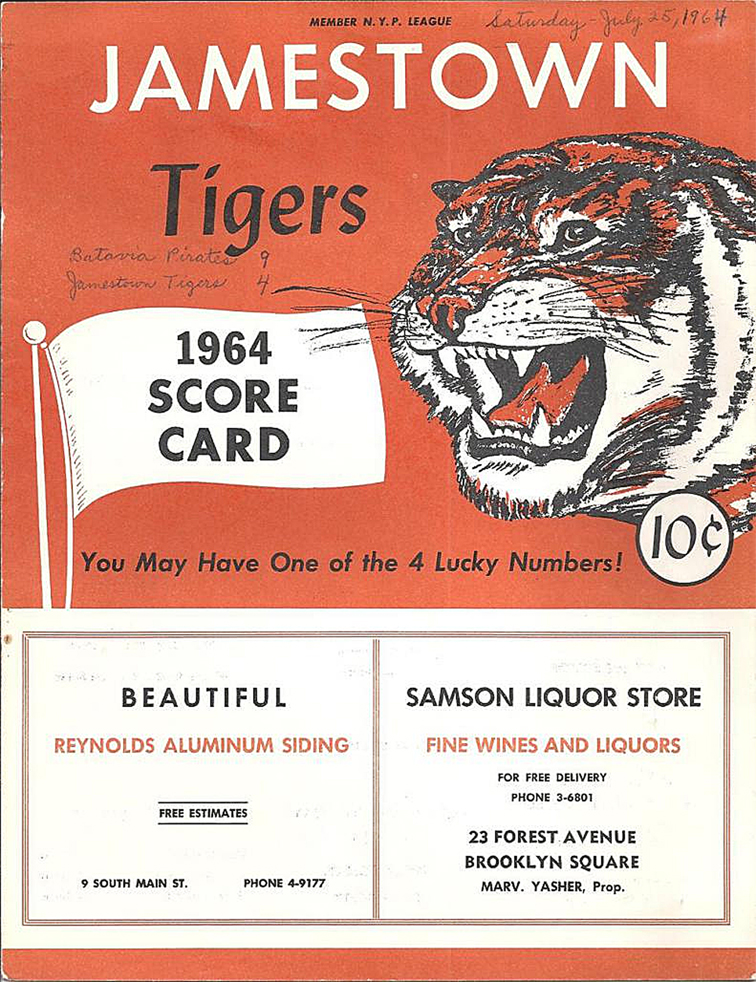 MEMBER N. Y. P. LEAGUE
Saturday - July 25, 1964
JAMESTOWN
Tigers
Batavia Pirates 9
Jamestown Tigers 4
1964
SCORE
CARD
10¢
You May Have One of the 4 Lucky Numbers!
BEAUTIFUL
REYNOLDS ALUMINUM SIDING
FREE ESTIMATES
9 SOUTH MAIN ST. PHONE 4-9177
SAMSON LIQUOR STORE
FINE WINES AND LIQUORS
FOR FREE DELIVERY
PHONE 3-6801
23 FOREST AVENUE
BROOKLYN SQUARE
MARV. YASHER, Prop.